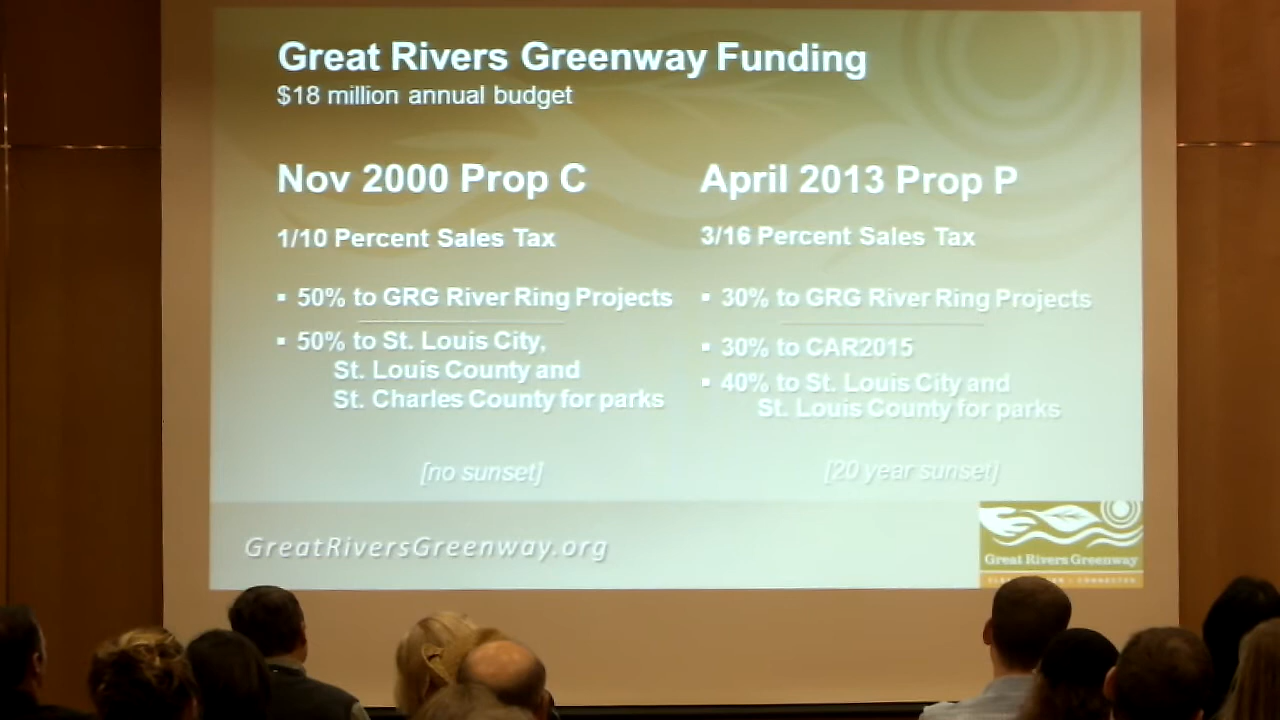 Great Rivers Greenway Funding
$18 million annual budget
Nov 2000 Prop C
1/10 Percent Sales Tax
▪ 50% to GRG River Ring Projects
▪ 50% to St. Louis City,
St. Louis County and
St. Charles County for parks
[no sunset]
April 2013 Prop P
3/16 Percent Sales Tax
▪ 30% to GRG River Ring Projects
▪ 30% to CAR2015
▪ 40% to St. Louis City and
St. Louis County for parks
[20 year sunset]
GreatRiversGreenway.org
Great Rivers Greenway